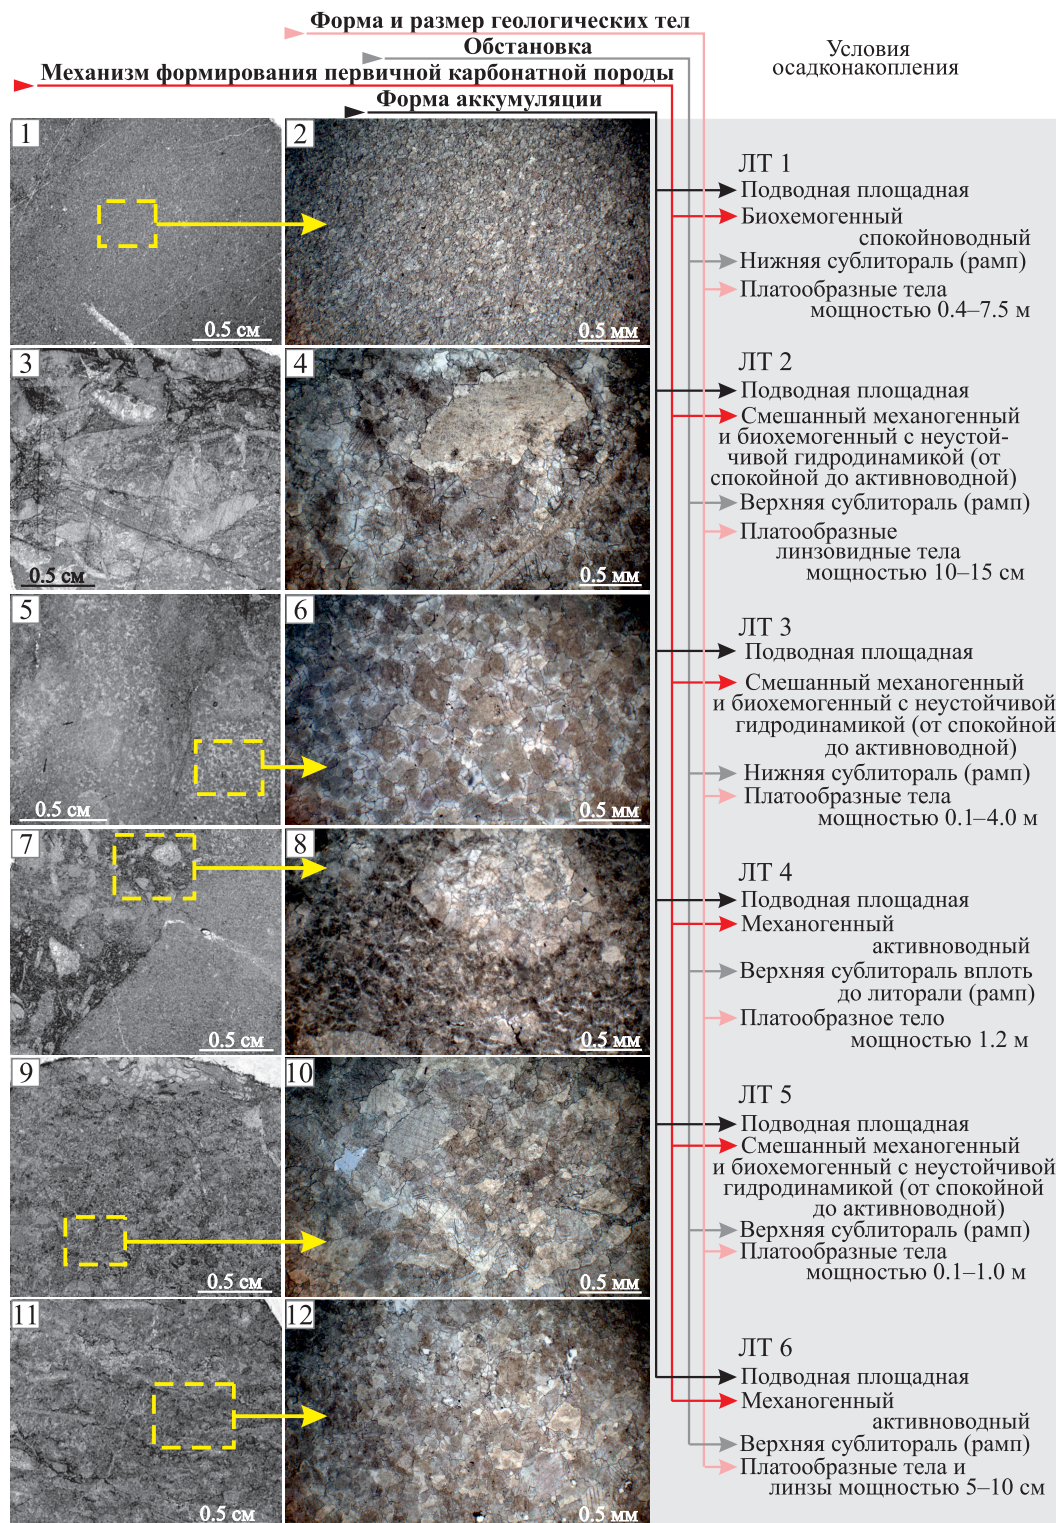 Форма и размер геологических тел
Обстановка
Механизм формирования первичной карбонатной породы
Форма аккумуляции
Условия
осадконакопления
1
0.5 см
2
0.5 мм
ЛТ 1
Подводная площадная
Биохемогенный
спокойноводный
Нижняя сублитораль (рамп)
Платообразные тела
мощностью 0.4–7.5 м
3
0.5 см
4
0.5 мм
ЛТ 2
Подводная площадная
Смешанный механогенный
и биохемогенный с неустой-
чивой гидродинамикой (от
спокойной до активноводной)
Верхняя сублитораль (рамп)
Платообразные
линзовидные тела
мощностью 10–15 см
5
0.5 см
6
0.5 мм
ЛТ 3
Подводная площадная
Смешанный механогенный
и биохемогенный с неустойчивой
гидродинамикой (от спокойной
до активноводной)
Нижняя сублитораль (рамп)
Платообразные тела
мощностью 0.1–4.0 м
7
0.5 см
8
0.5 мм
ЛТ 4
Подводная площадная
Механогенный
активноводный
Верхняя сублитораль вплоть
до литорали (рамп)
Платообразное тело
мощностью 1.2 м
9
0.5 см
10
0.5 мм
ЛТ 5
Подводная площадная
Смешанный механогенный
и биохемогенный с неустойчивой
гидродинамикой (от спокойной
до активноводной)
Верхняя сублитораль (рамп)
Платообразные тела
мощностью 0.1–1.0 м
11
0.5 см
12
0.5 мм
ЛТ 6
Подводная площадная
Механогенный
активноводный
Верхняя сублитораль (рамп)
Платообразные тела и
линзы мощностью 5–10 см